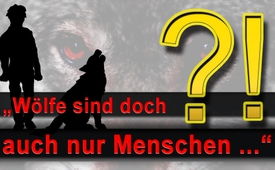 ?!
„Wölfe sind doch
auch nur Menschen ..."